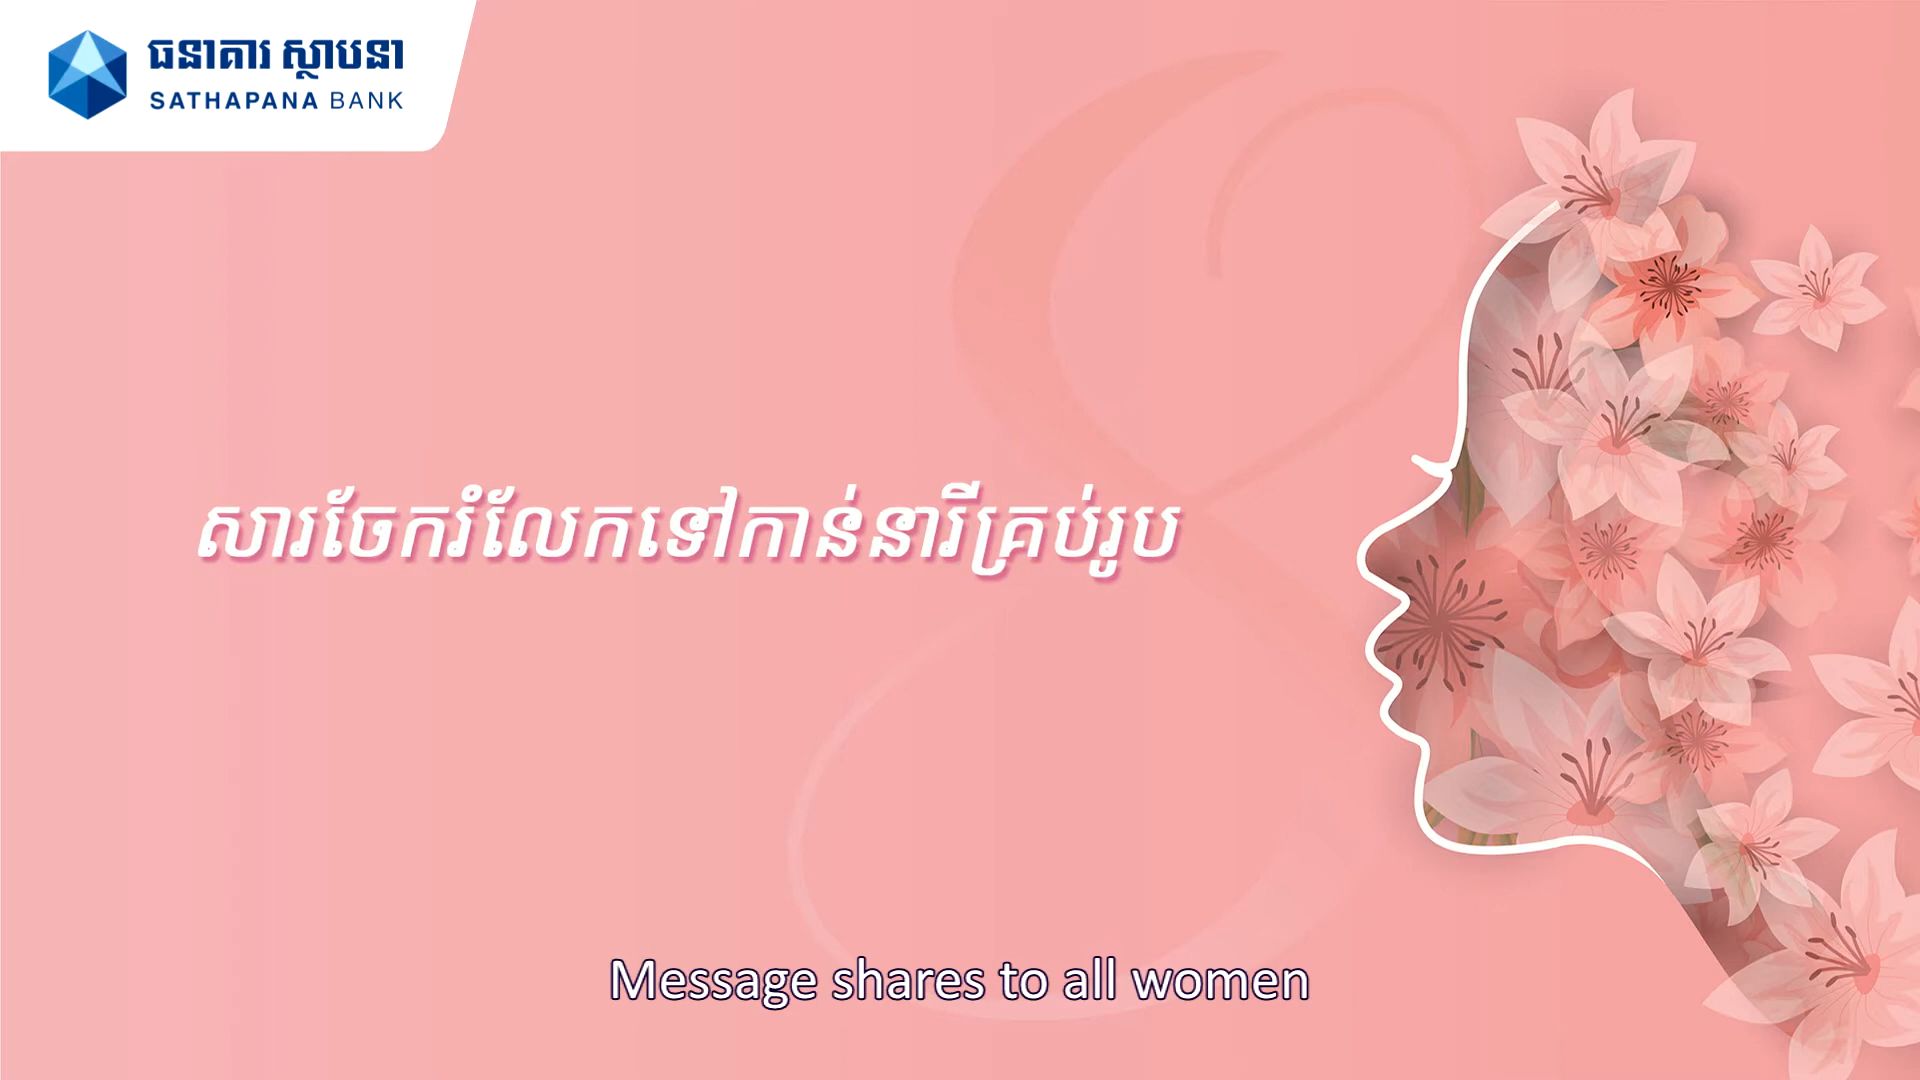 ធនាគារ ស្ថាបនា
SATHAPANA BANK
8
សារចែករំលែកទៅកាន់នារីគ្រប់រូប
Message shares to all women